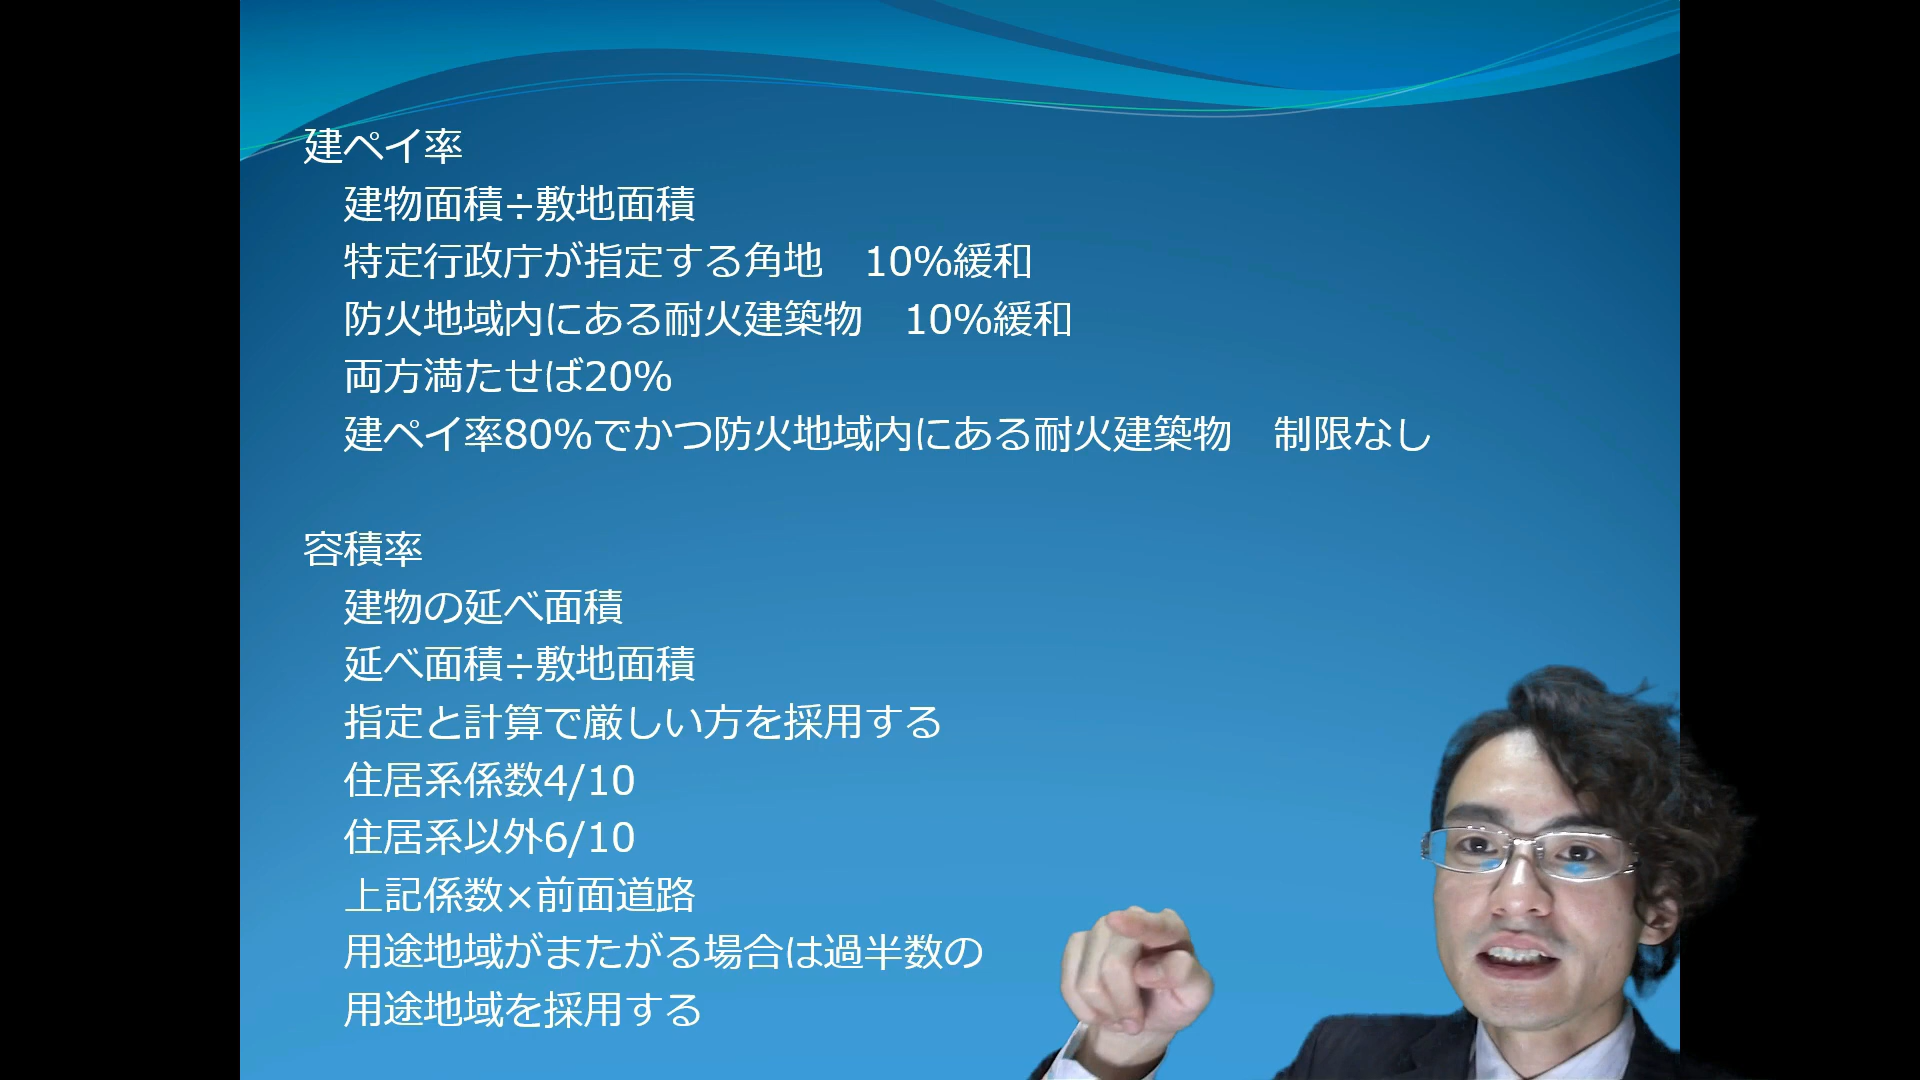 建ペイ率
建物面積÷敷地面積
特定行政庁が指定する角地　10%緩和
防火地域内にある耐火建築物　10%緩和
両方満たせば20%
建ペイ率80%でかつ防火地域内にある耐火建築物　制限なし
容積率
建物の延べ面積
延べ面積÷敷地面積
指定と計算で厳しい方を採用する
住居系係数4/10
住居系以外6/10
上記係数×前面道路
用途地域がまたがる場合は過半数の
用途地域を採用する